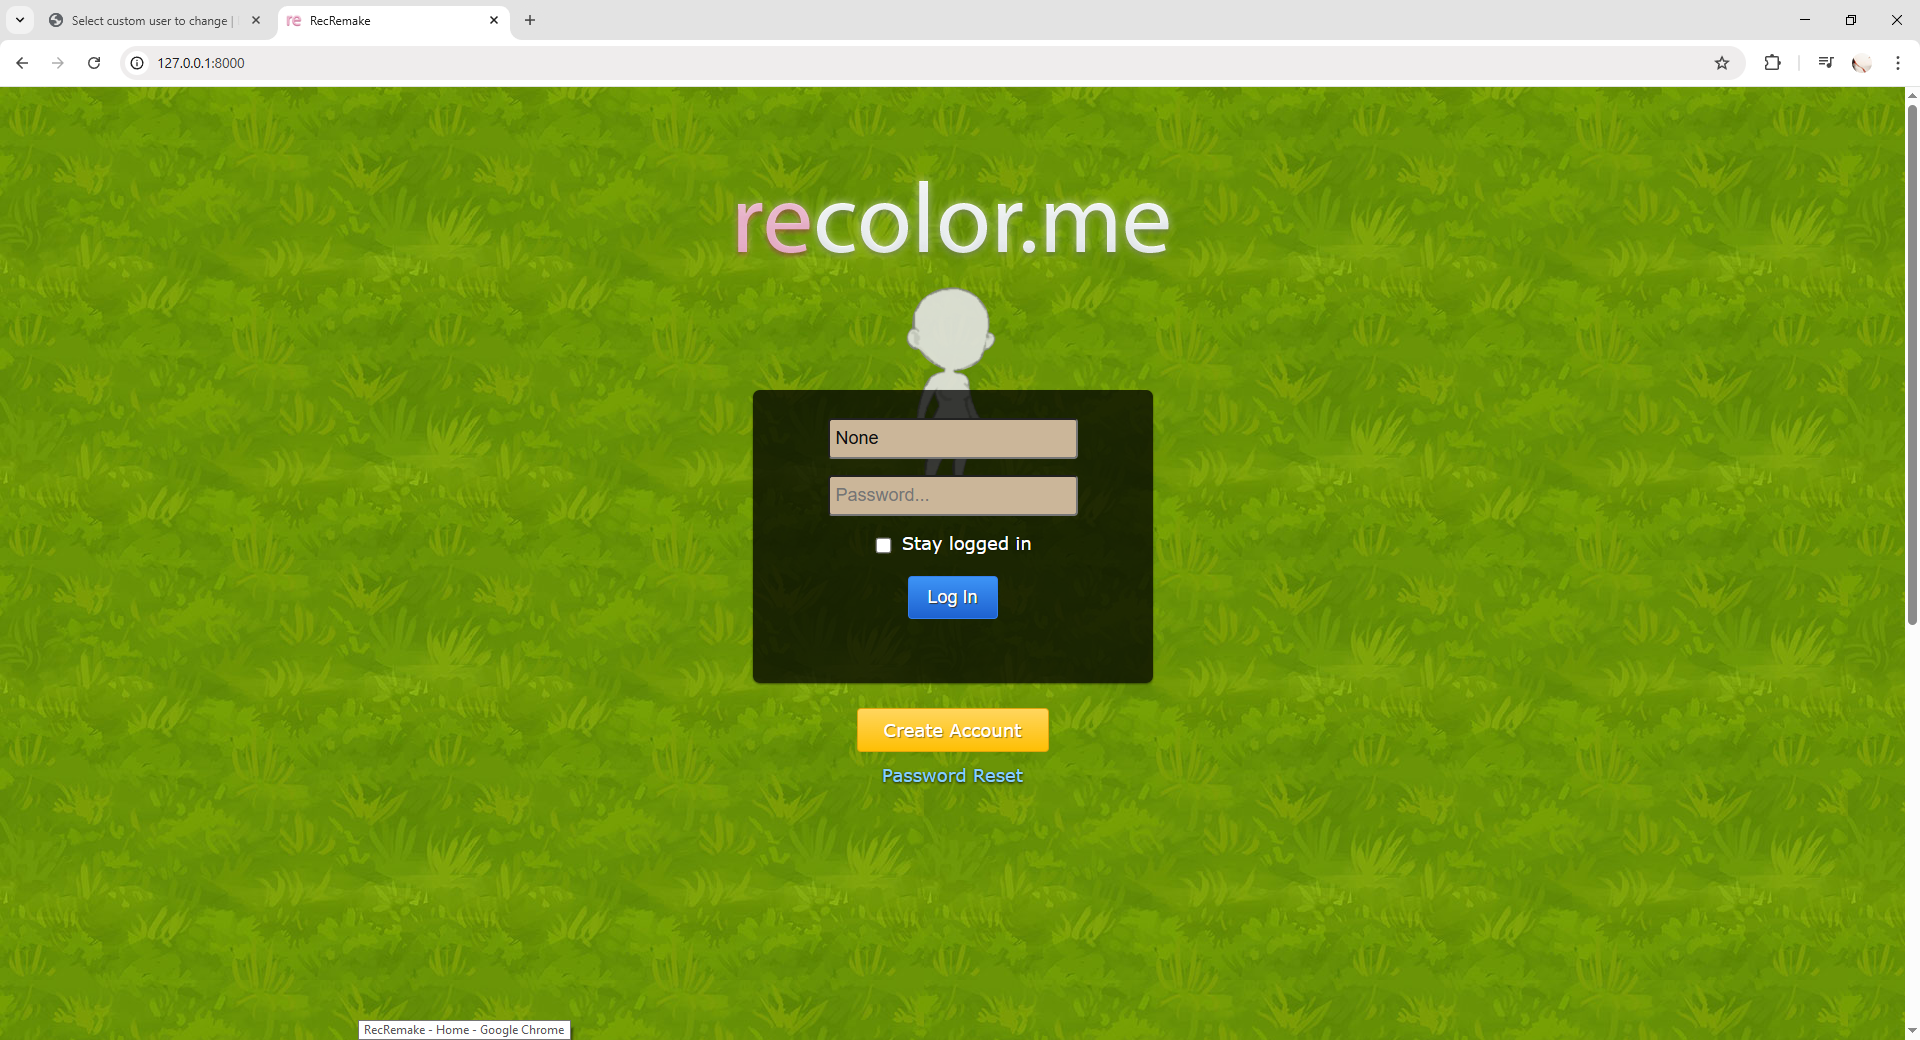 Select custom user to change |
RecRemake
127.0.0.1:8000
recolor.me
None
Password...
Stay logged in
Log In
Create Account
Password Reset
RecRemake - Home - Google Chrome